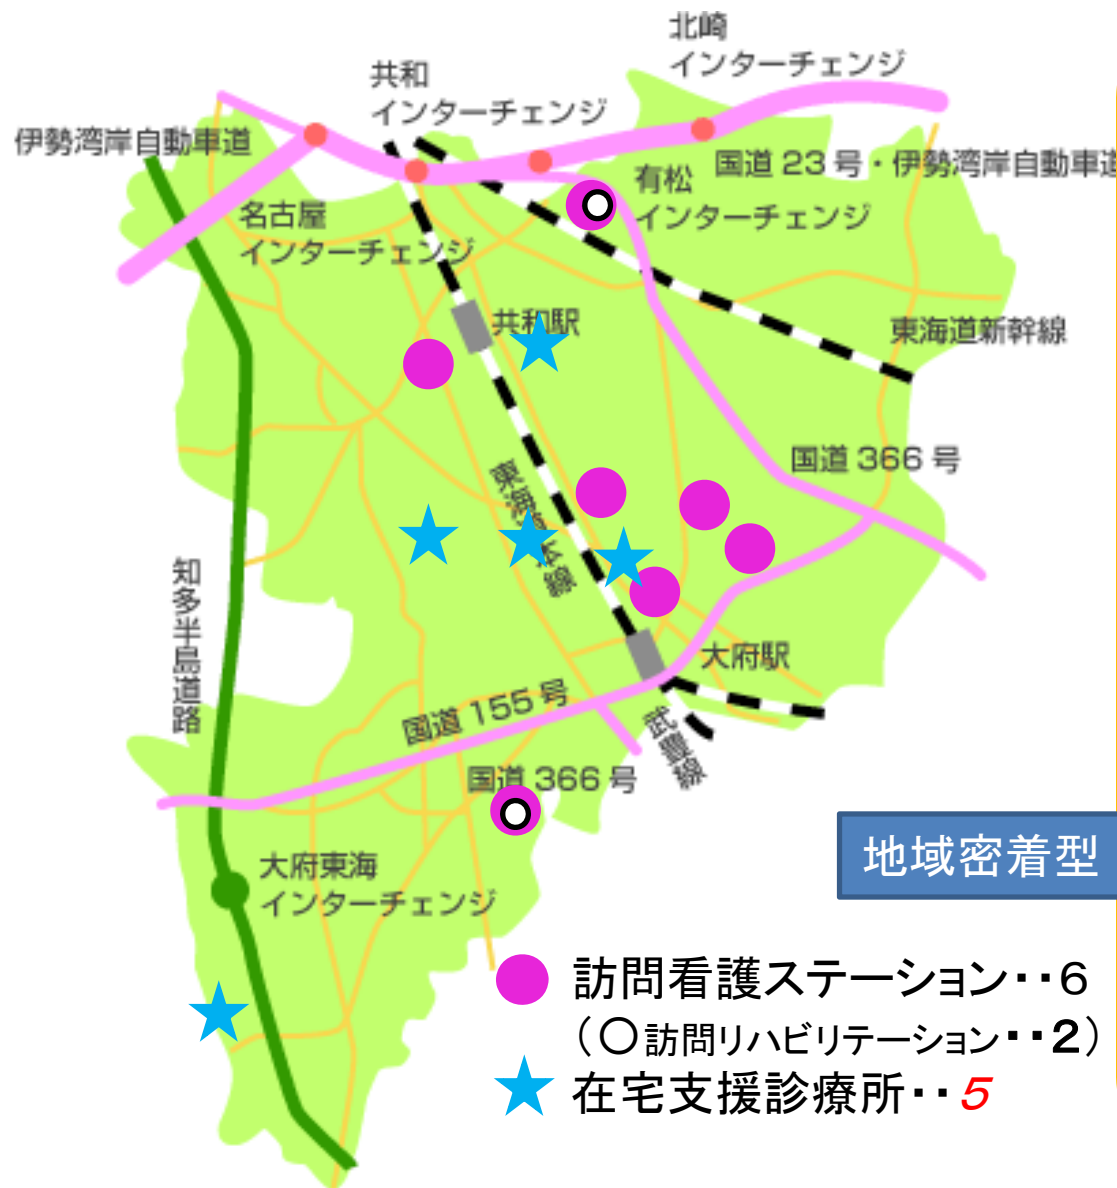 北崎
インターチェンジ
共和
インターチェンジ
伊勢湾岸自動車道
国道23号・伊勢湾岸自動車道
有松
インターチェンジ
名古屋
インターチェンジ
共和駅
東海道新幹線
国道366号
東海道本線
知多半島道路
大府駅
国道155号
武豊線
国道366号
地域密着型
大府東海
インターチェンジ
訪問看護ステーション・・6
（○訪問リハビリテーション・・2）
在宅支援診療所・・5